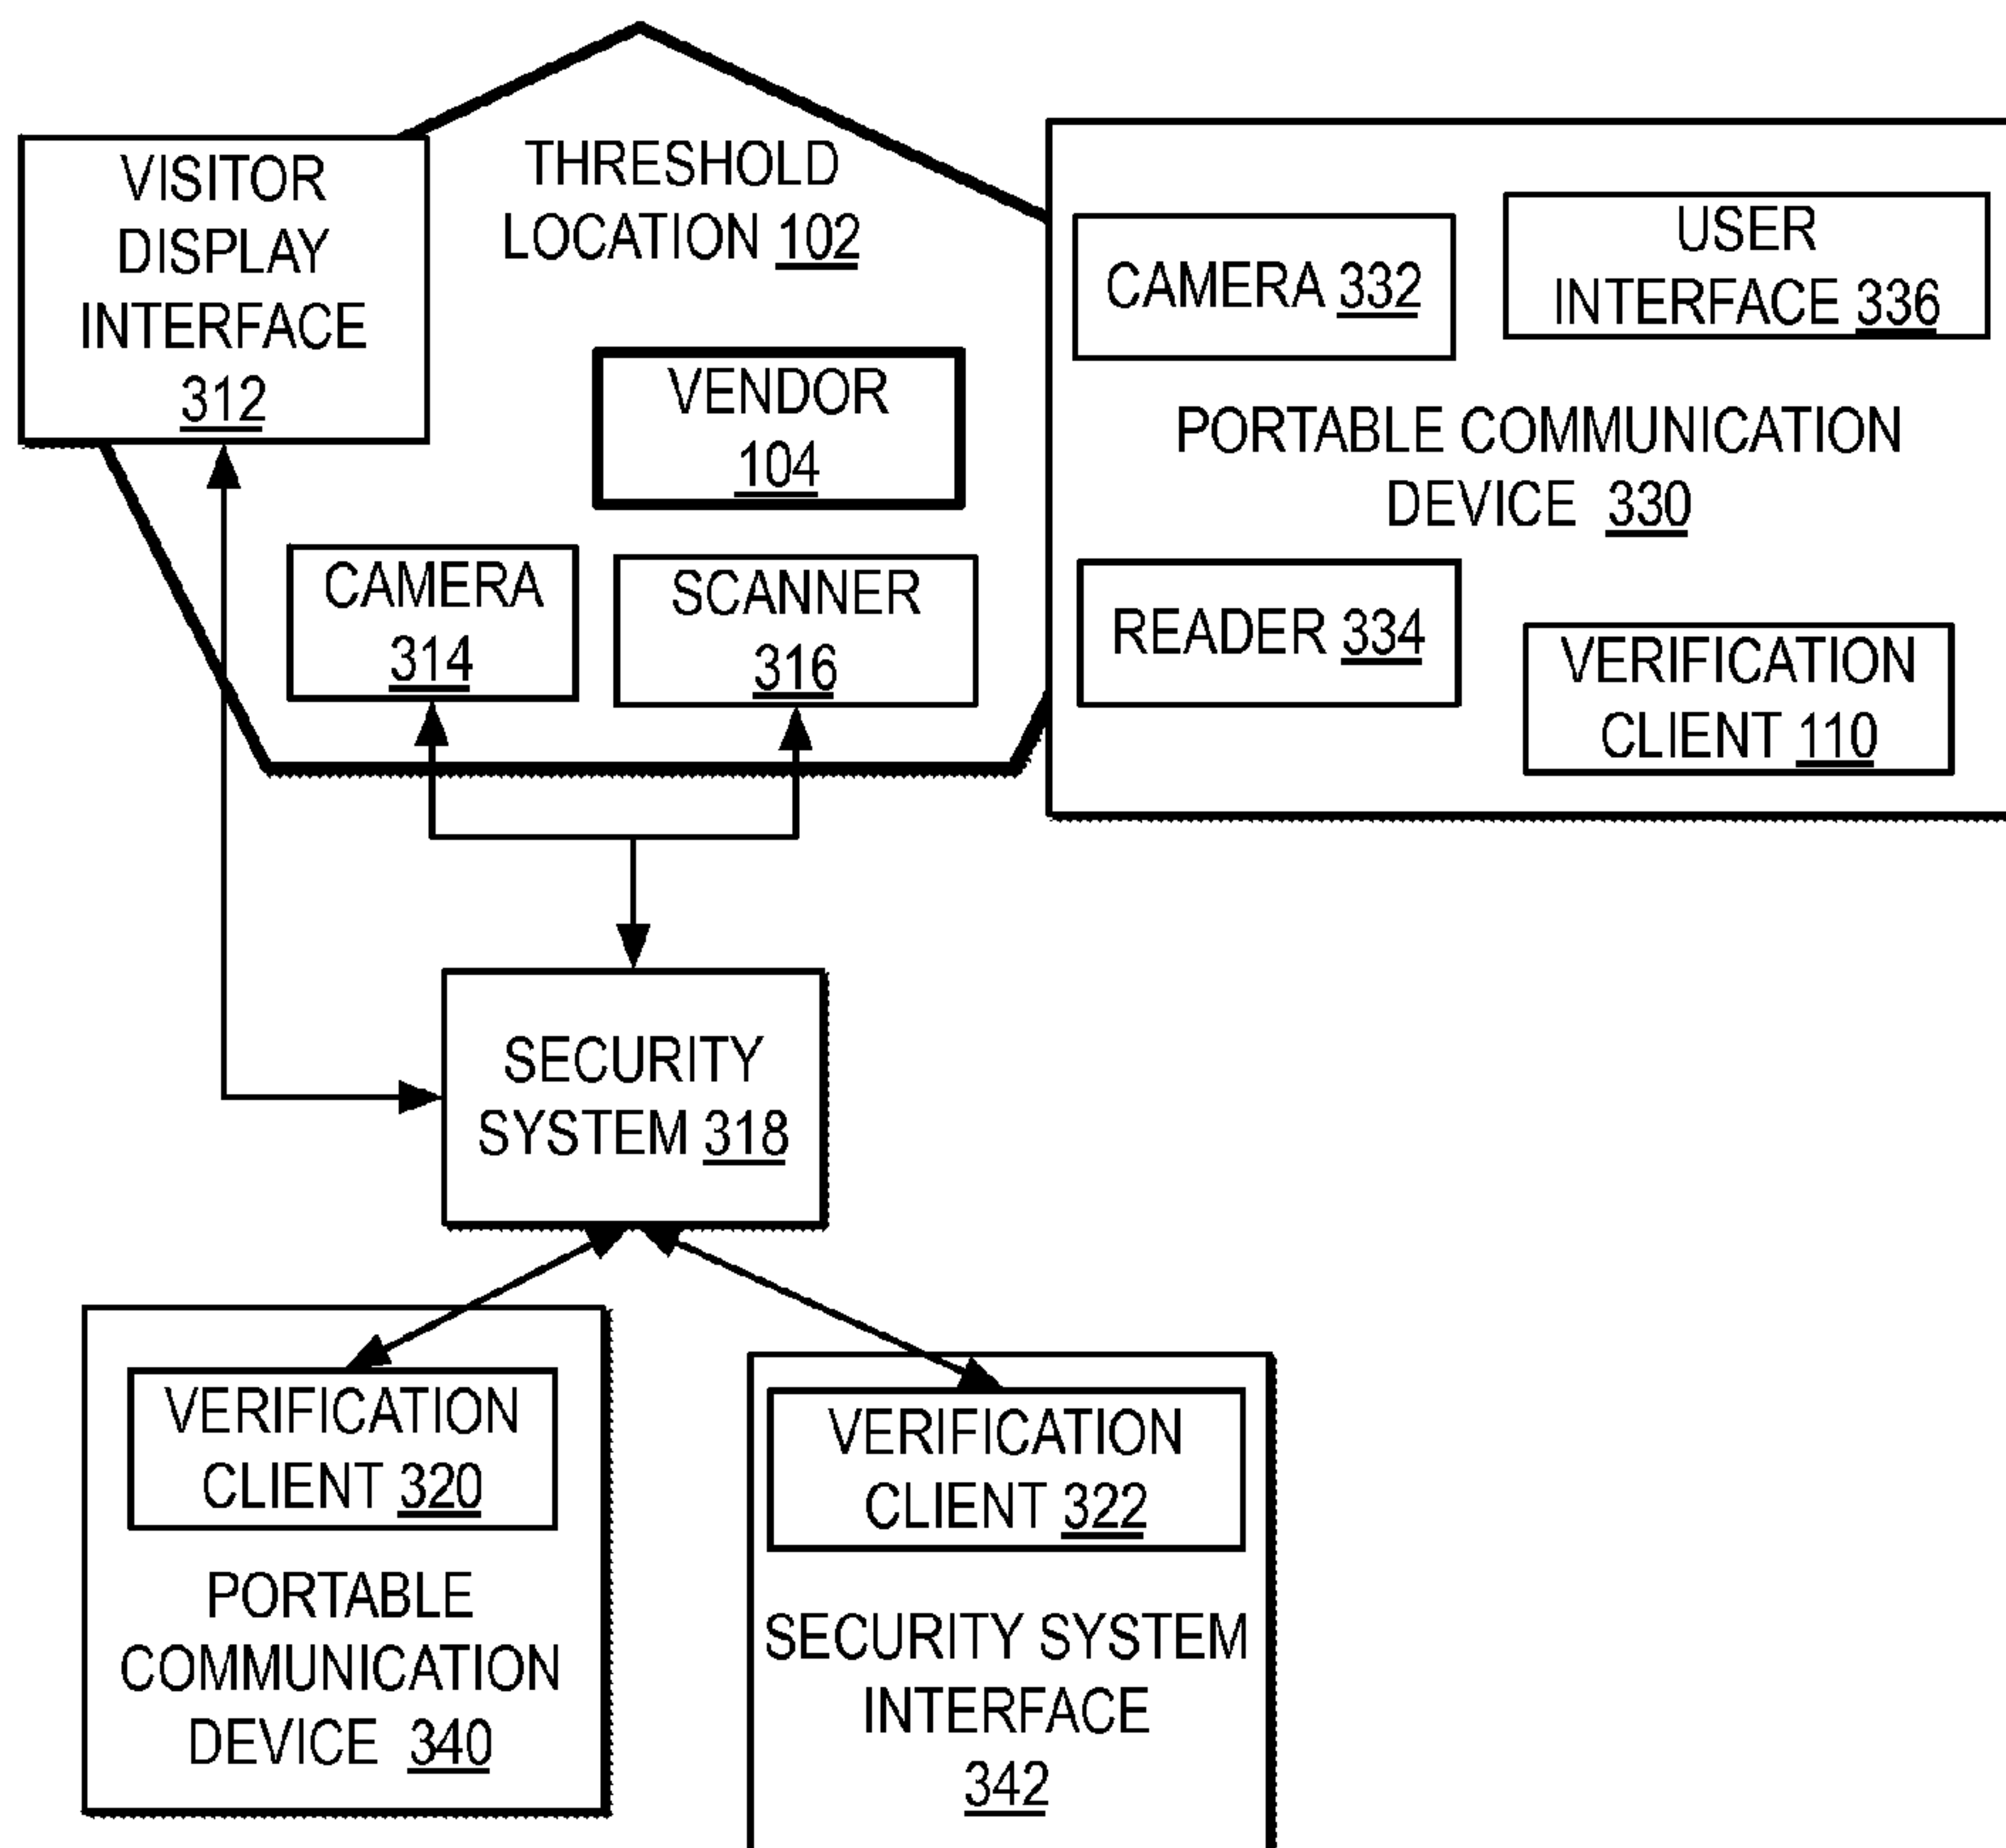 VISITOR
DISPLAY
INTERFACE
312
THRESHOLD
LOCATION 102
VENDOR
104
CAMERA
314
SCANNER
316
CAMERA 332
USER
INTERFACE 336
PORTABLE COMMUNICATION
DEVICE 330
READER 334
VERIFICATION
CLIENT 110
SECURITY
SYSTEM 318
VERIFICATION
CLIENT 320
PORTABLE
COMMUNICATION
DEVICE 340
VERIFICATION
CLIENT 322
SECURITY SYSTEM
INTERFACE
342